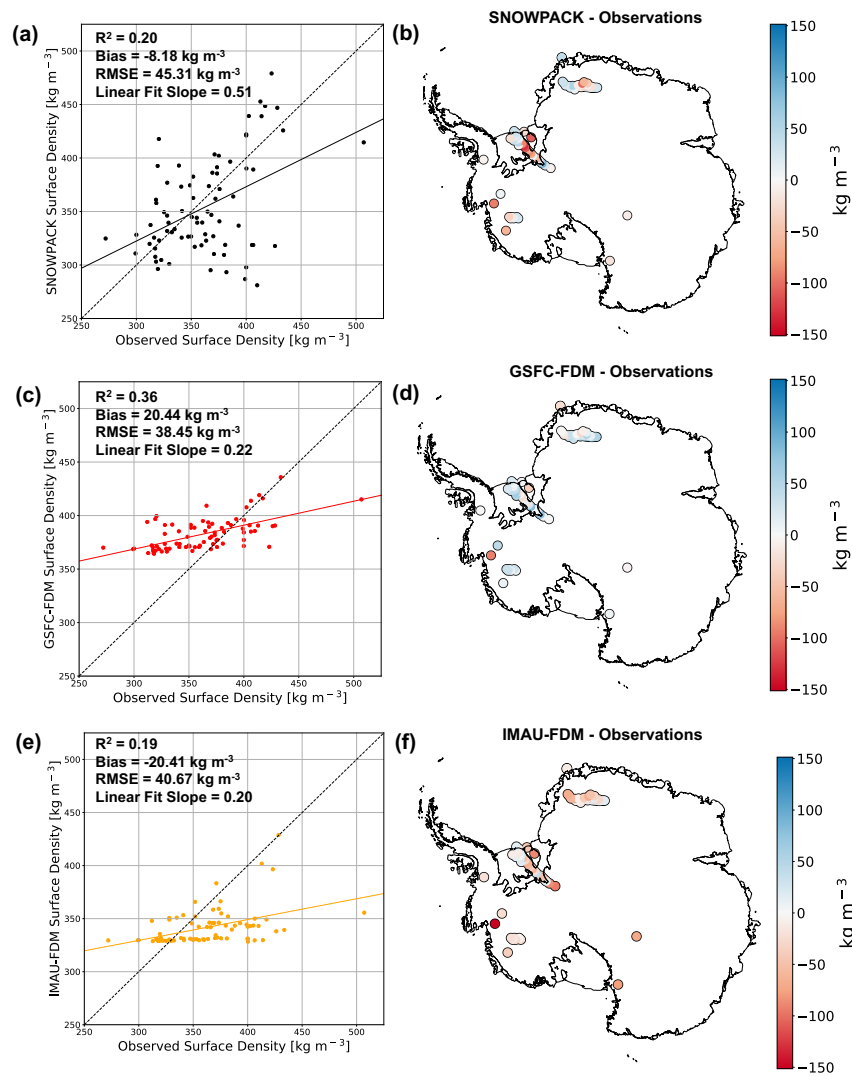 (a)
R² = 0.20
Bias = -8.18 kg m⁻³
RMSE = 45.31 kg m⁻³
Linear Fit Slope = 0.51
SNOWPACK Surface Density [kg m⁻³]
500
450
400
350
300
250
250 300 350 400 450 500
Observed Surface Density [kg m⁻³]
(b)
SNOWPACK - Observations
150
100
50
0
−50
−100
−150
kg m⁻³
(c)
R² = 0.36
Bias = 20.44 kg m⁻³
RMSE = 38.45 kg m⁻³
Linear Fit Slope = 0.22
GSFC-FDM Surface Density [kg m⁻³]
500
450
400
350
300
250
250 300 350 400 450 500
Observed Surface Density [kg m⁻³]
(d)
GSFC-FDM - Observations
150
100
50
0
−50
−100
−150
kg m⁻³
(e)
R² = 0.19
Bias = -20.41 kg m⁻³
RMSE = 40.67 kg m⁻³
Linear Fit Slope = 0.20
IMAU-FDM Surface Density [kg m⁻³]
500
450
400
350
300
250
250 300 350 400 450 500
Observed Surface Density [kg m⁻³]
(f)
IMAU-FDM - Observations
150
100
50
0
−50
−100
−150
kg m⁻³